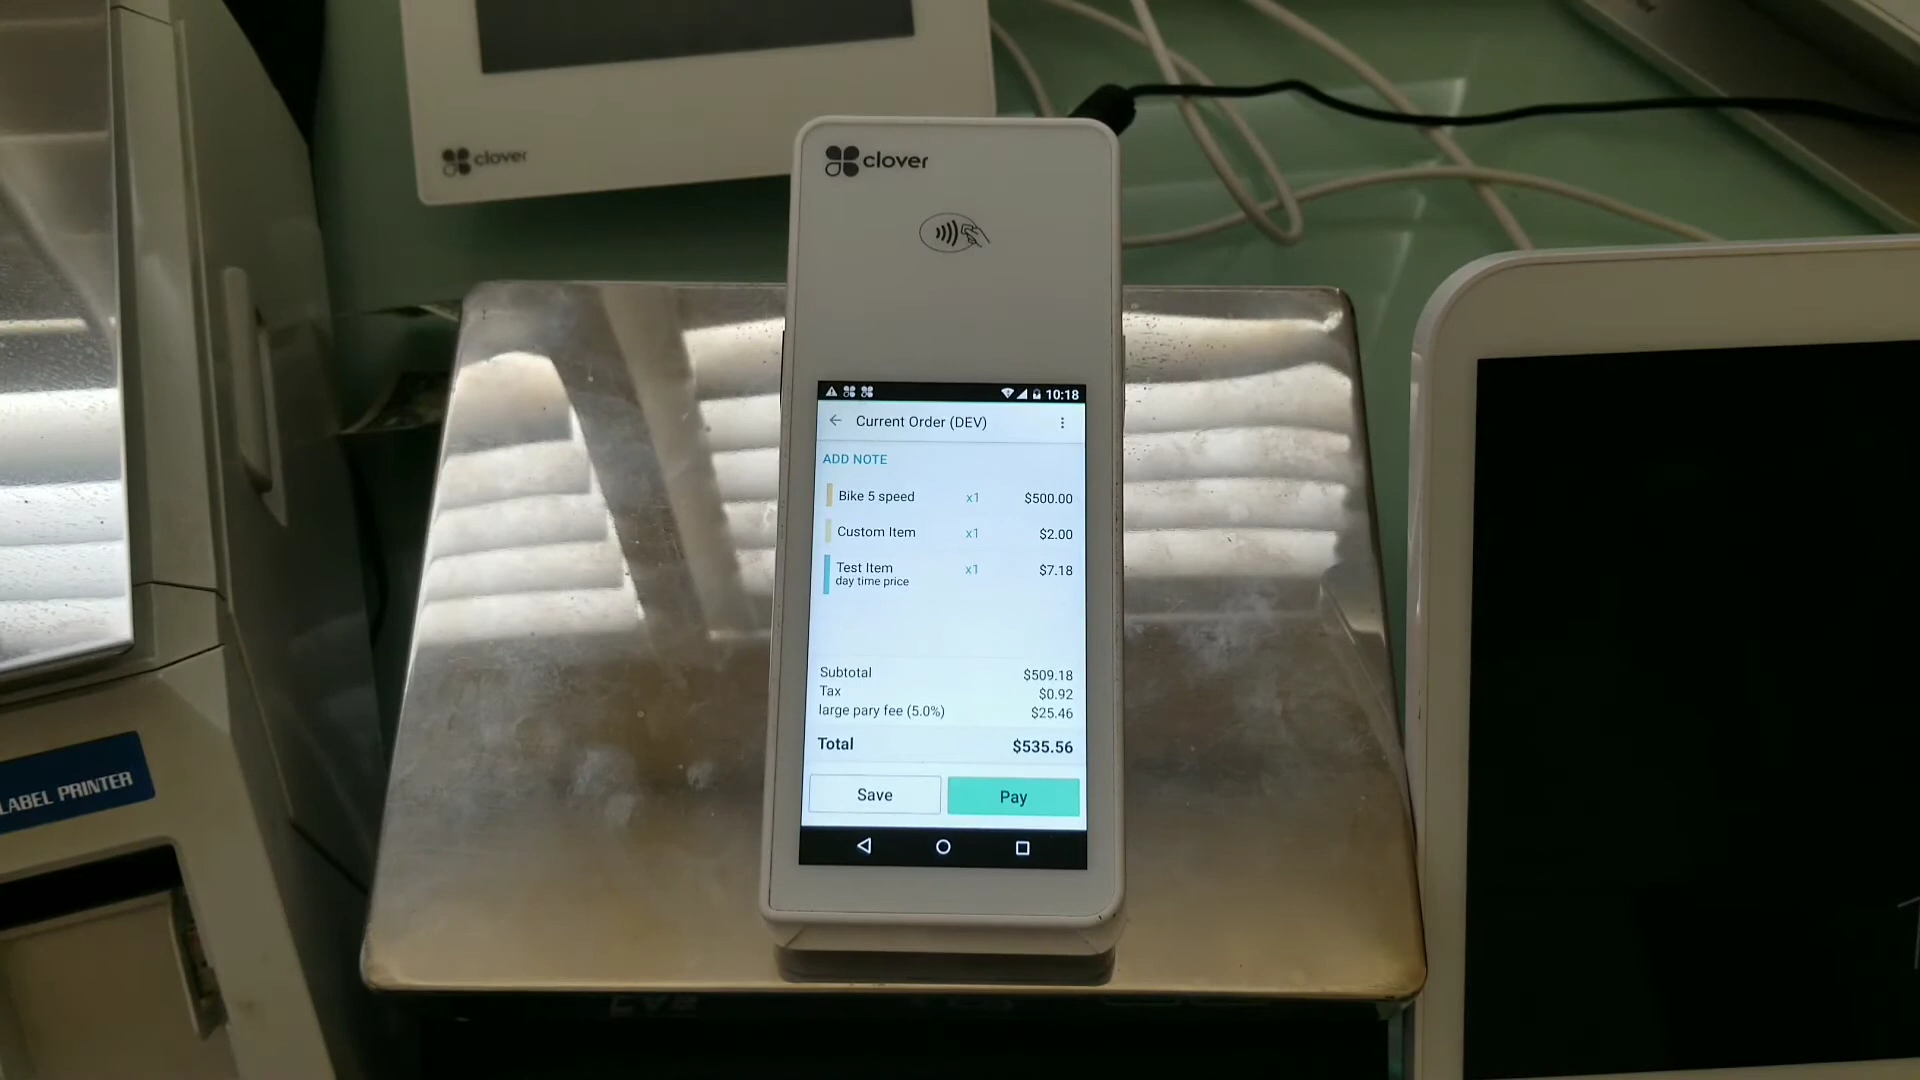 clover
clover
10:18
Current Order (DEV)
ADD NOTE
Bike 5 speed x1 $500.00
Custom Item x1 $2.00
Test Item x1 $7.18
day time price
Subtotal $509.18
Tax $0.92
large pary fee (5.0%) $25.46
Total $535.56
Save Pay
LABEL PRINTER